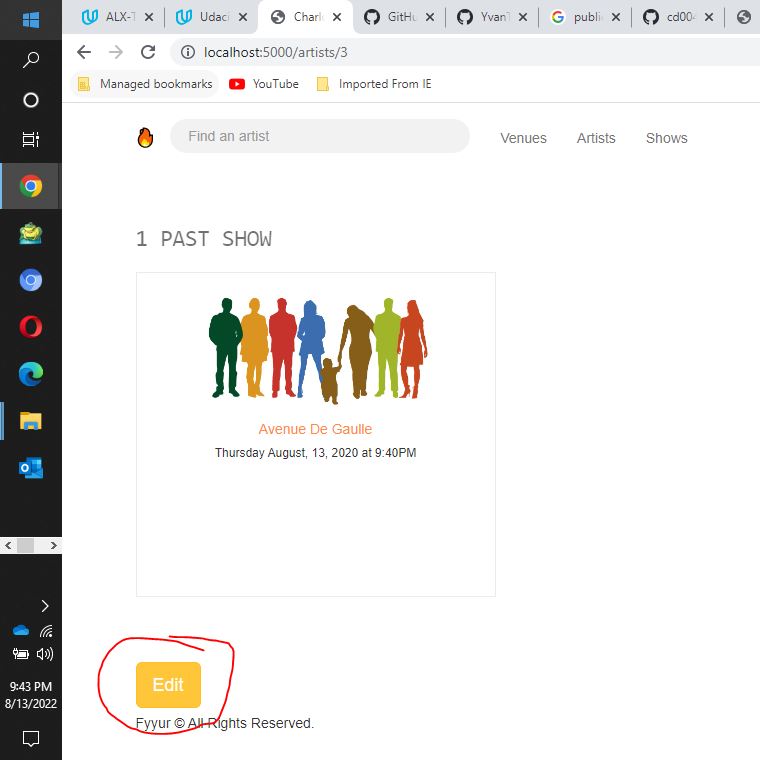 ALX-T
Udaci
Charl
GitHu
YvanT
public
cd004
localhost:5000/artists/3
Managed bookmarks
YouTube
Imported From IE
Find an artist
Venues
Artists
Shows
1 PAST SHOW
Avenue De Gaulle
Thursday August, 13, 2020 at 9:40PM
Edit
Fyyur © All Rights Reserved.
9:43 PM
8/13/2022